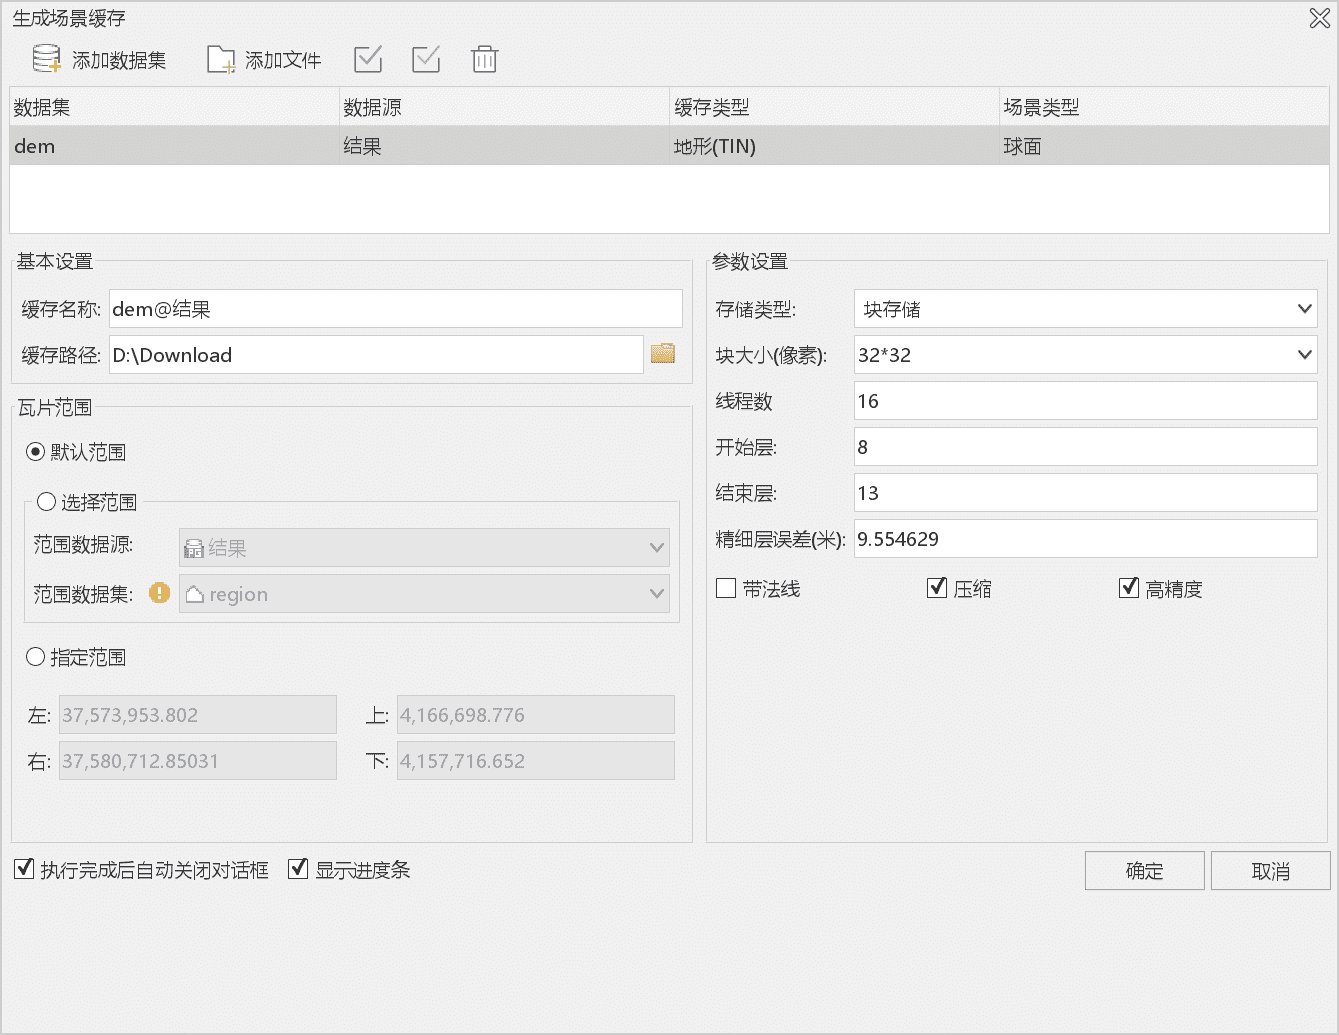 生成场景缓存
添加数据集 添加文件
数据集 数据源 缓存类型 场景类型
dem 结果 地形(TIN) 球面
基本设置
缓存名称: dem@结果
缓存路径: D:\Download
瓦片范围
默认范围
选择范围
范围数据源: 结果
范围数据集: region
指定范围
左: 37,573,953.802 上: 4,166,698.776
右: 37,580,712.85031 下: 4,157,716.652
参数设置
存储类型: 块存储
块大小(像素): 32*32
线程数 16
开始层: 8
结束层: 13
精细层误差(米): 9.554629
带法线 压缩 高精度
执行完成后自动关闭对话框 显示进度条
确定 取消